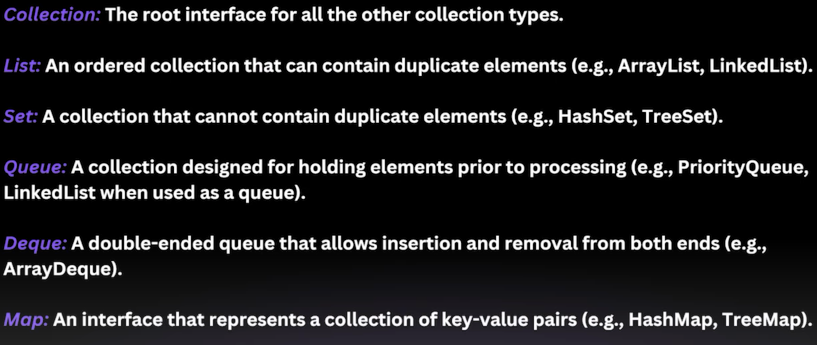 Collection: The root interface for all the other collection types.
List: An ordered collection that can contain duplicate elements (e.g., ArrayList, LinkedList).
Set: A collection that cannot contain duplicate elements (e.g., HashSet, TreeSet).
Queue: A collection designed for holding elements prior to processing (e.g., PriorityQueue,
LinkedList when used as a queue).
Deque: A double-ended queue that allows insertion and removal from both ends (e.g.,
ArrayDeque).
Map: An interface that represents a collection of key-value pairs (e.g., HashMap, TreeMap).